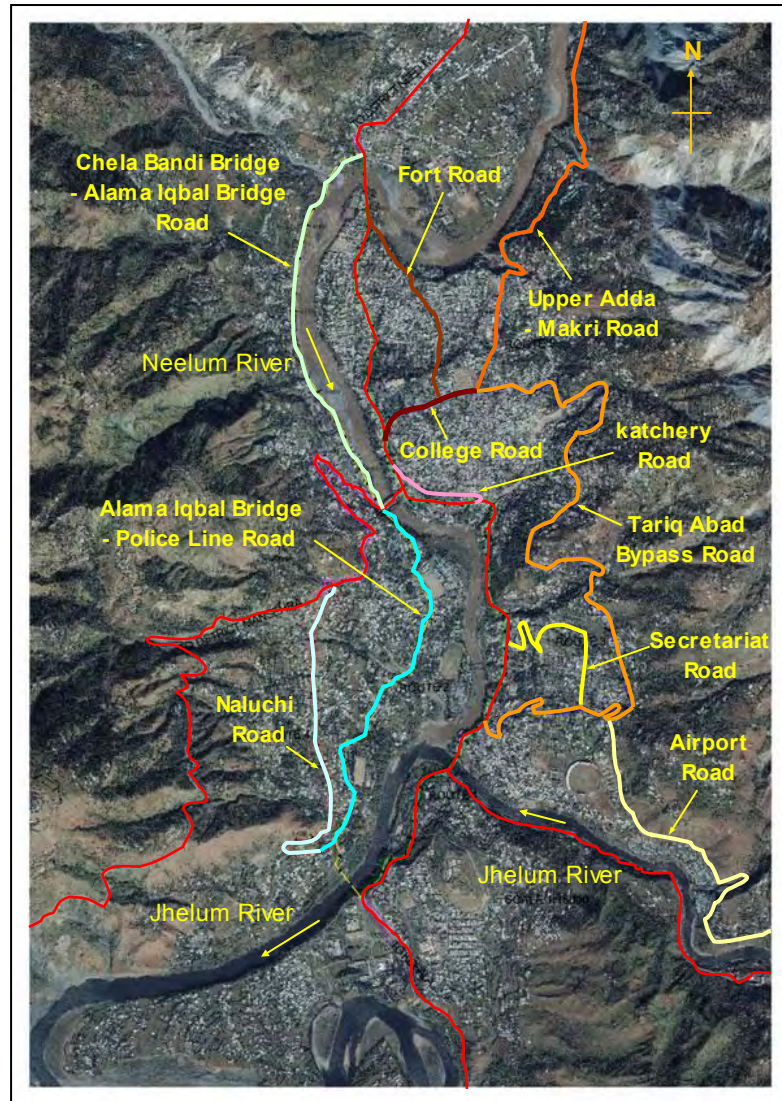 N
Chela Bandi Bridge
- Alama Iqbal Bridge
Road
Fort Road
Upper Adda
- Makri Road
Neelum River
College Road
katchery
Road
Alama Iqbal Bridge
- Police Line Road
Tariq Abad
Bypass Road
Secretariat
Road
Naluchi
Road
Airport
Road
Jhelum River
Jhelum River